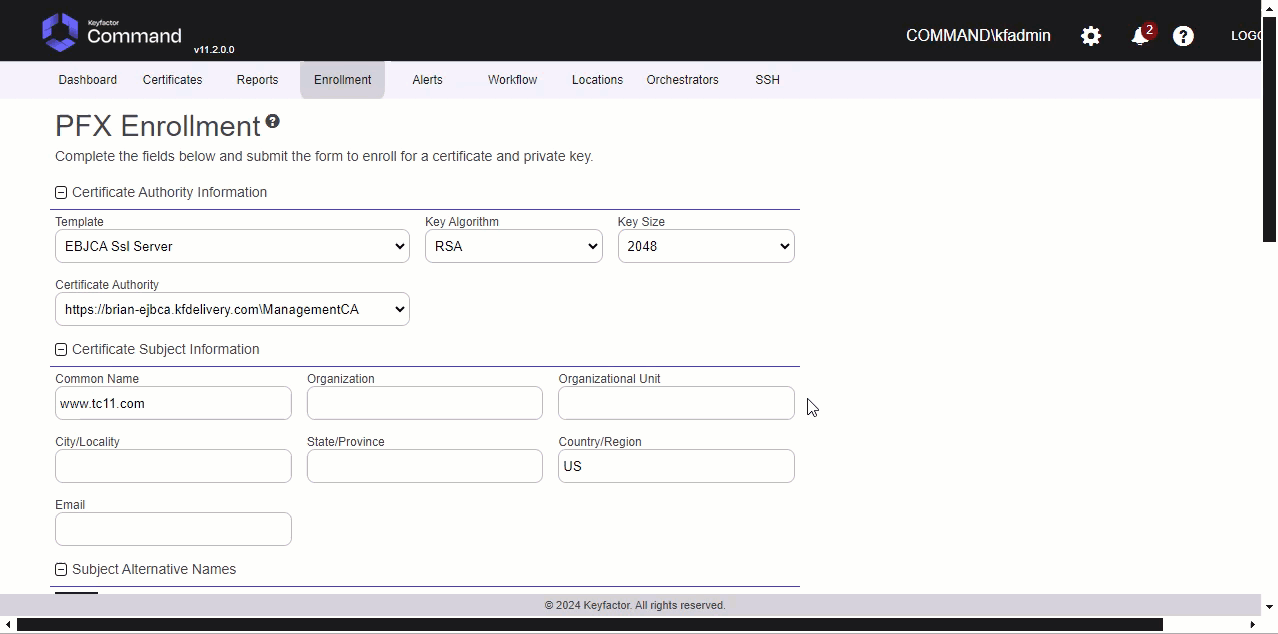 Keyfactor
Command
v11.2.0.0
COMMAND\kfadmin
2
?
LOGO
Dashboard Certificates Reports Enrollment Alerts Workflow Locations Orchestrators SSH
PFX Enrollment ?
Complete the fields below and submit the form to enroll for a certificate and private key.
Certificate Authority Information
Template Key Algorithm Key Size
EBJCA Ssl Server RSA 2048
Certificate Authority
https://brian-ejbca.kfdelivery.com\ManagementCA
Certificate Subject Information
Common Name Organization Organizational Unit
www.tc11.com
City/Locality State/Province Country/Region
US
Email
Subject Alternative Names
© 2024 Keyfactor. All rights reserved.